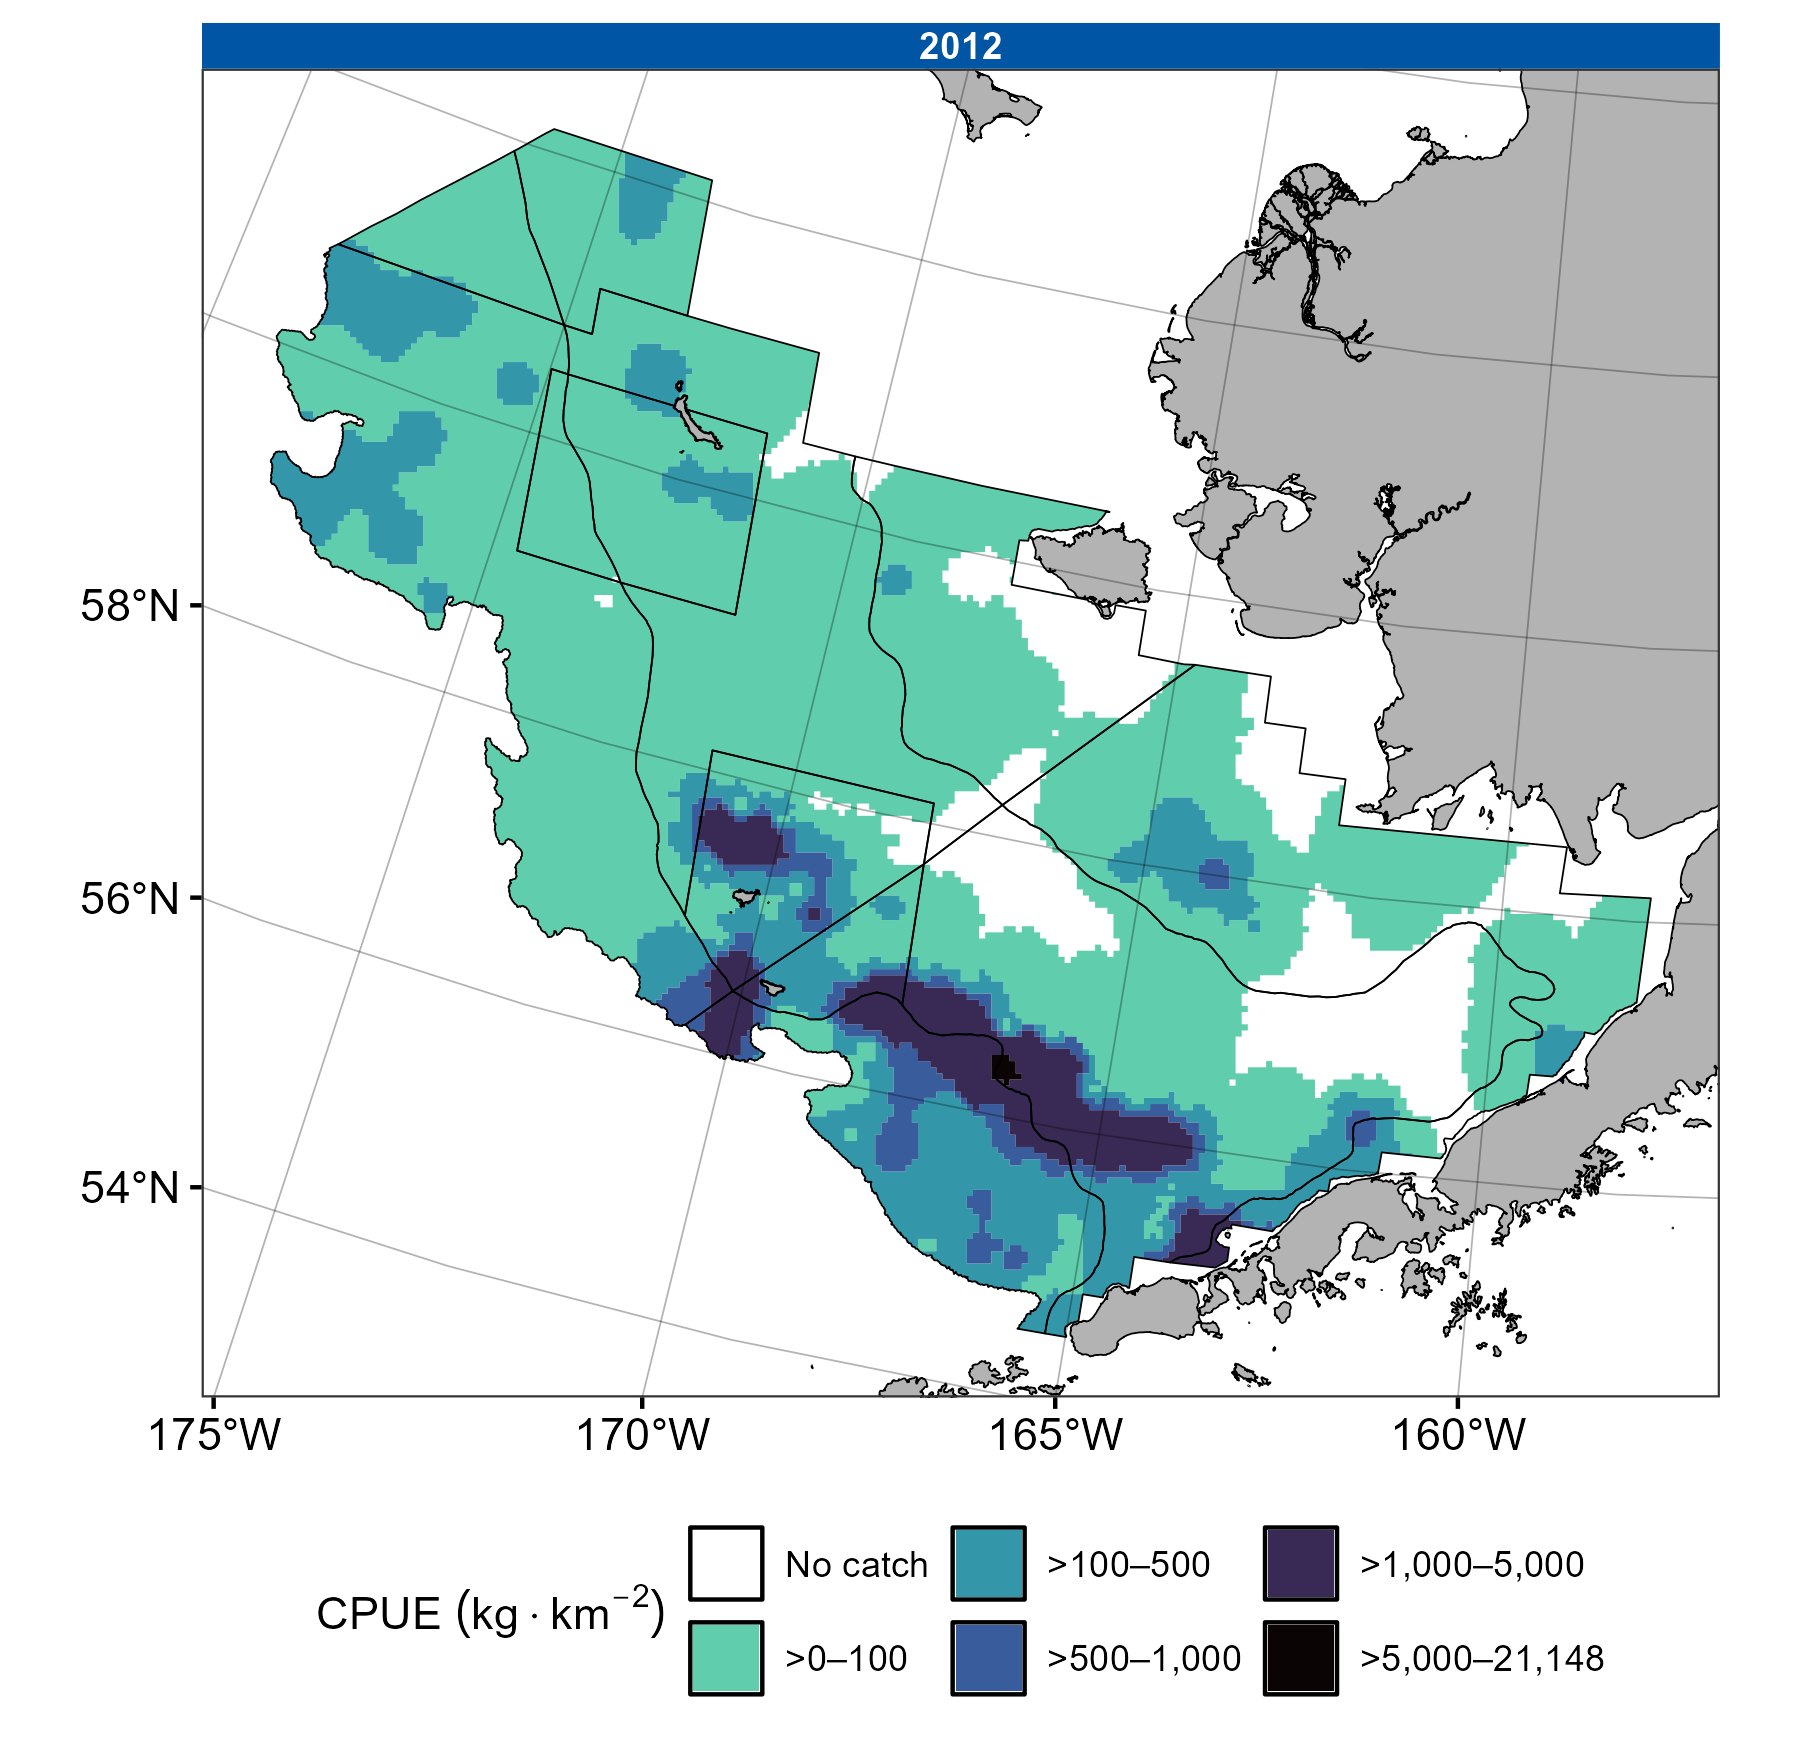 2012
58°N
56°N
54°N
175°W 170°W 165°W 160°W
CPUE (kg · km⁻²)
No catch
>0–100
>100–500
>500–1,000
>1,000–5,000
>5,000–21,148